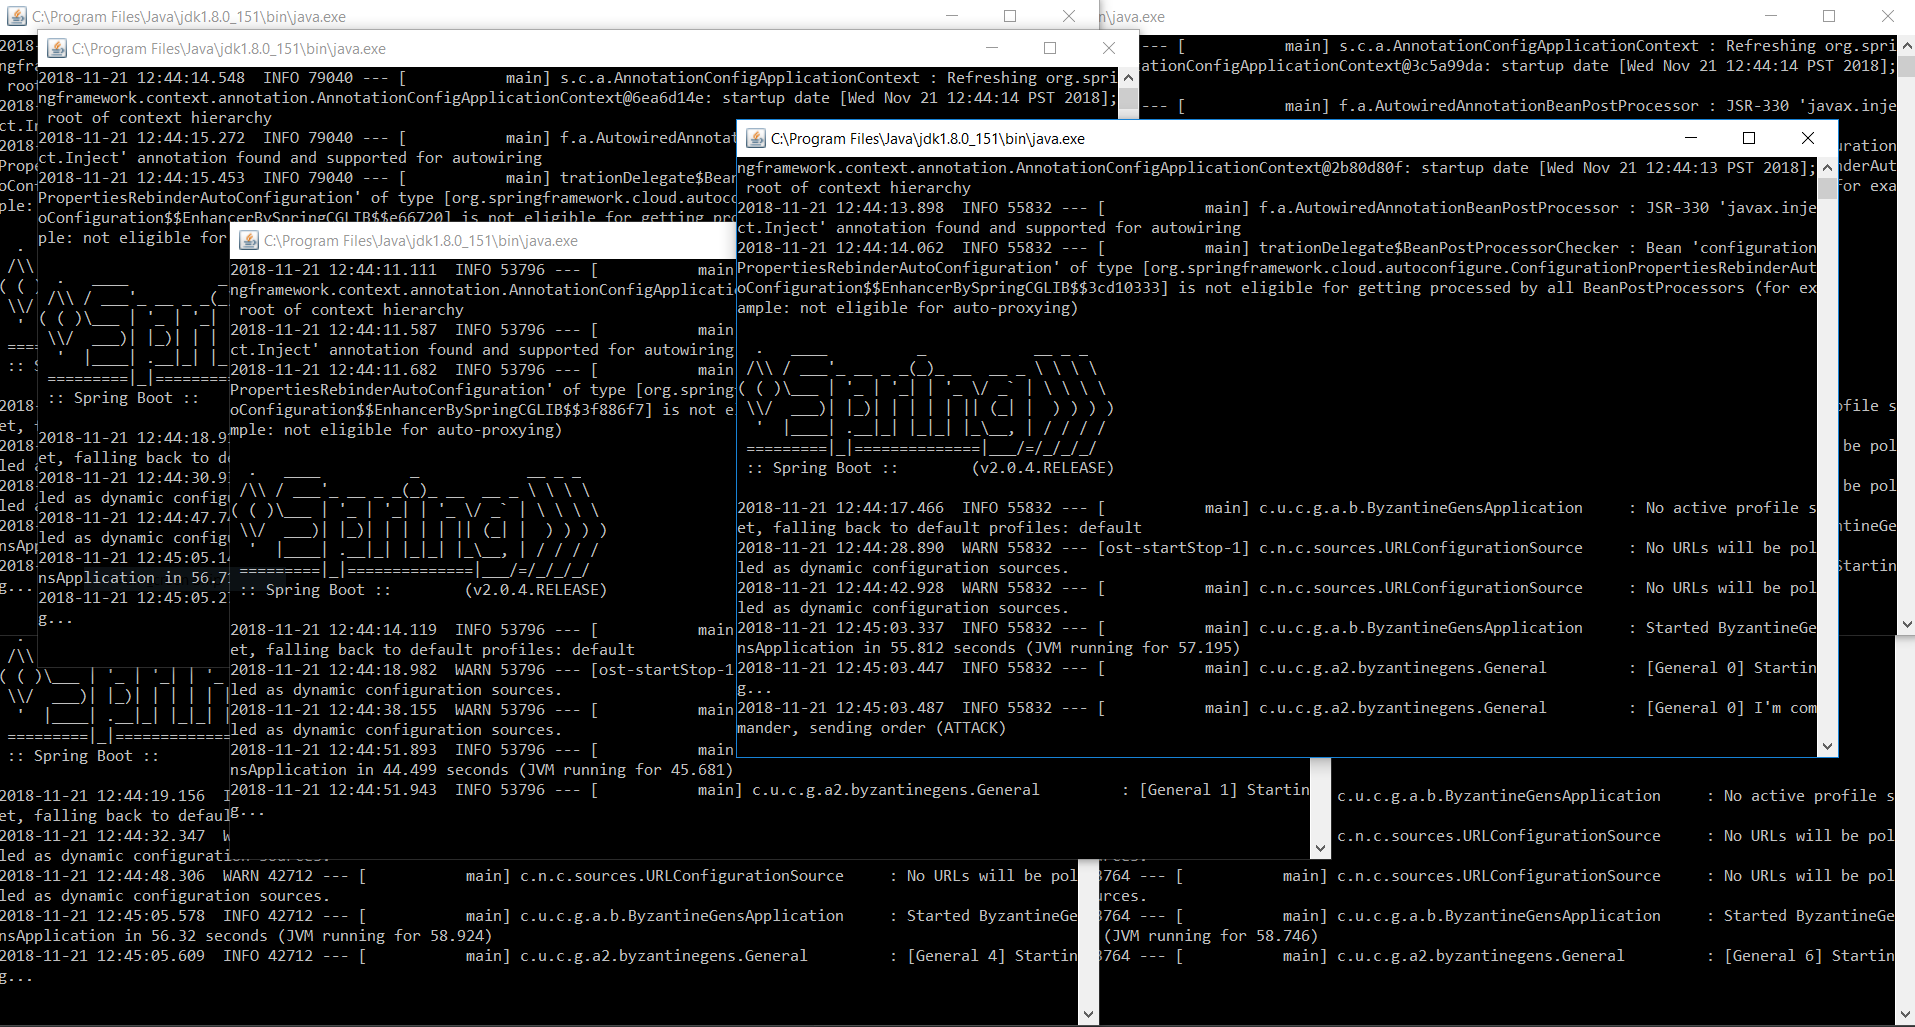 C:\Program Files\Java\jdk1.8.0_151\bin\java.exe
2018-
ngfra
root
2018-
ct.In
2018-
Prope
oConf
ple:
:: S
2018-
et,
2018-
led a
2018-
led a
2018-
nsApp
2018-
g...
C:\Program Files\Java\jdk1.8.0_151\bin\java.exe
2018-11-21 12:44:14.548  INFO 79040 --- [           main] s.c.a.AnnotationConfigApplicationContext : Refreshing org.spri
ngframework.context.annotation.AnnotationConfigApplicationContext@6ea6d14e: startup date [Wed Nov 21 12:44:14 PST 2018];
root of context hierarchy
2018-11-21 12:44:15.272  INFO 79040 --- [           main] f.a.AutowiredAnnotat
ct.Inject' annotation found and supported for autowiring
2018-11-21 12:44:15.453  INFO 79040 --- [           main] trationDelegate$Bean
PropertiesRebinderAutoConfiguration' of type [org.springframework.cloud.autoco
oConfiguration$$EnhancerBySpringCGLIB$$e66720] is not eligible for getting pro
ple: not eligible for
:: Spring Boot ::
2018-11-21 12:44:18.9
et, falling back to d
2018-11-21 12:44:30.9
led as dynamic config
2018-11-21 12:44:47.7
led as dynamic config
2018-11-21 12:45:05.1
nsApplication in 56.7
2018-11-21 12:45:05.2
g...
\bin\java.exe
--- [           main] s.c.a.AnnotationConfigApplicationContext : Refreshing org.spri
tationConfigApplicationContext@3c5a99da: startup date [Wed Nov 21 12:44:14 PST 2018];
--- [           main] f.a.AutowiredAnnotationBeanPostProcessor : JSR-330 'javax.inje
uration
nderAut
for exa
ofile s
be pol
be pol
ntineGe
Startin
C:\Program Files\Java\jdk1.8.0_151\bin\java.exe
2018-11-21 12:44:11.111  INFO 53796 --- [           main
ngframework.context.annotation.AnnotationConfigApplicatio
root of context hierarchy
2018-11-21 12:44:11.587  INFO 53796 --- [           main
ct.Inject' annotation found and supported for autowiring
2018-11-21 12:44:11.682  INFO 53796 --- [           main
PropertiesRebinderAutoConfiguration' of type [org.spring
oConfiguration$$EnhancerBySpringCGLIB$$3f886f7] is not e
mple: not eligible for auto-proxying)
:: Spring Boot ::        (v2.0.4.RELEASE)
2018-11-21 12:44:14.119  INFO 53796 --- [           main
et, falling back to default profiles: default
2018-11-21 12:44:18.982  WARN 53796 --- [ost-startStop-1
led as dynamic configuration sources.
2018-11-21 12:44:38.155  WARN 53796 --- [           main
led as dynamic configuration sources.
2018-11-21 12:44:51.893  INFO 53796 --- [           main
nsApplication in 44.499 seconds (JVM running for 45.681)
2018-11-21 12:44:51.943  INFO 53796 --- [           main] c.u.c.g.a2.byzantinegens.General         : [General 1] Startin
g...
C:\Program Files\Java\jdk1.8.0_151\bin\java.exe
ngframework.context.annotation.AnnotationConfigApplicationContext@2b80d80f: startup date [Wed Nov 21 12:44:13 PST 2018];
root of context hierarchy
2018-11-21 12:44:13.898  INFO 55832 --- [           main] f.a.AutowiredAnnotationBeanPostProcessor : JSR-330 'javax.inje
ct.Inject' annotation found and supported for autowiring
2018-11-21 12:44:14.062  INFO 55832 --- [           main] trationDelegate$BeanPostProcessorChecker : Bean 'configuration
PropertiesRebinderAutoConfiguration' of type [org.springframework.cloud.autoconfigure.ConfigurationPropertiesRebinderAut
oConfiguration$$EnhancerBySpringCGLIB$$3cd10333] is not eligible for getting processed by all BeanPostProcessors (for ex
ample: not eligible for auto-proxying)
:: Spring Boot ::        (v2.0.4.RELEASE)
2018-11-21 12:44:17.466  INFO 55832 --- [           main] c.u.c.g.a.b.ByzantineGensApplication     : No active profile s
et, falling back to default profiles: default
2018-11-21 12:44:28.890  WARN 55832 --- [ost-startStop-1] c.n.c.sources.URLConfigurationSource     : No URLs will be pol
led as dynamic configuration sources.
2018-11-21 12:44:42.928  WARN 55832 --- [           main] c.n.c.sources.URLConfigurationSource     : No URLs will be pol
led as dynamic configuration sources.
2018-11-21 12:45:03.337  INFO 55832 --- [           main] c.u.c.g.a.b.ByzantineGensApplication     : Started ByzantineGe
nsApplication in 55.812 seconds (JVM running for 57.195)
2018-11-21 12:45:03.447  INFO 55832 --- [           main] c.u.c.g.a2.byzantinegens.General         : [General 0] Startin
g...
2018-11-21 12:45:03.487  INFO 55832 --- [           main] c.u.c.g.a2.byzantinegens.General         : [General 0] I'm com
mander, sending order (ATTACK)
:: Spring Boot ::
2018-11-21 12:44:19.156  I
et, falling back to defaul
2018-11-21 12:44:32.347  W
led as dynamic configuration sources.
2018-11-21 12:44:48.306  WARN 42712 --- [           main] c.n.c.sources.URLConfigurationSource     : No URLs will be pol
led as dynamic configuration sources.
2018-11-21 12:45:05.578  INFO 42712 --- [           main] c.u.c.g.a.b.ByzantineGensApplication     : Started ByzantineGe
nsApplication in 56.32 seconds (JVM running for 58.924)
2018-11-21 12:45:05.609  INFO 42712 --- [           main] c.u.c.g.a2.byzantinegens.General         : [General 4] Startin
g...
c.u.c.g.a.b.ByzantineGensApplication     : No active profile s
c.n.c.sources.URLConfigurationSource     : No URLs will be pol
urces.
3764 --- [           main] c.n.c.sources.URLConfigurationSource     : No URLs will be pol
urces.
3764 --- [           main] c.u.c.g.a.b.ByzantineGensApplication     : Started ByzantineGe
(JVM running for 58.746)
3764 --- [           main] c.u.c.g.a2.byzantinegens.General         : [General 6] Startin